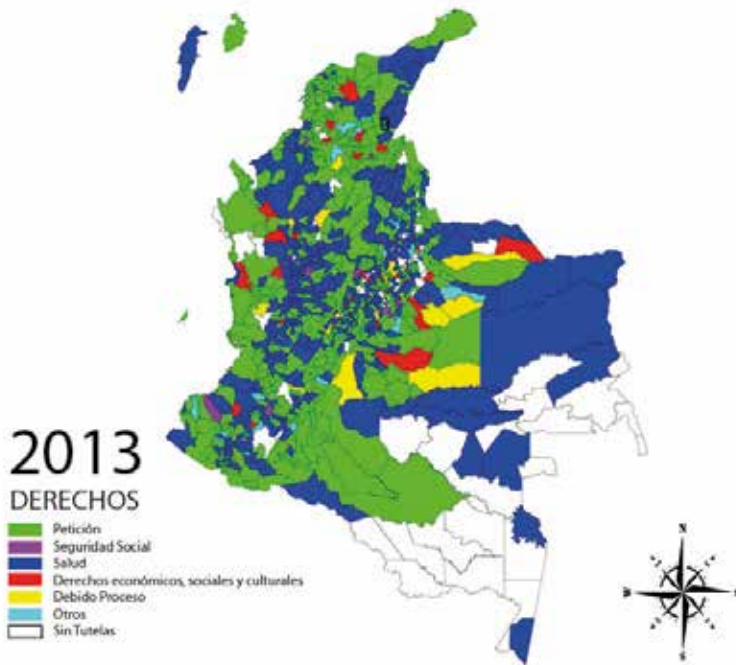 2013
DERECHOS
Petición
Seguridad Social
Salud
Derechos económicos, sociales y culturales
Debido Proceso
Otros
Sin Tutelas
N
S